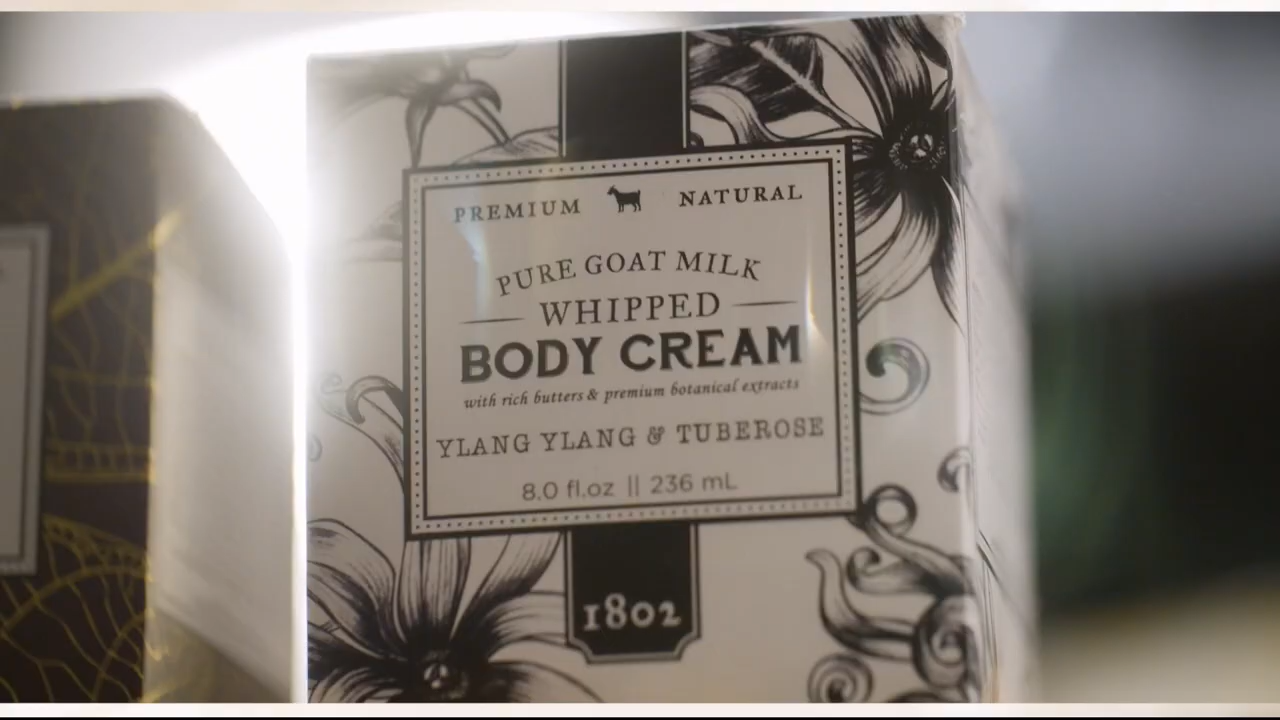 PREMIUM NATURAL
PURE GOAT MILK
WHIPPED
BODY CREAM
with rich butters & premium botanical extracts
YLANG YLANG & TUBEROSE
8.0 fl.oz || 236 mL
1802